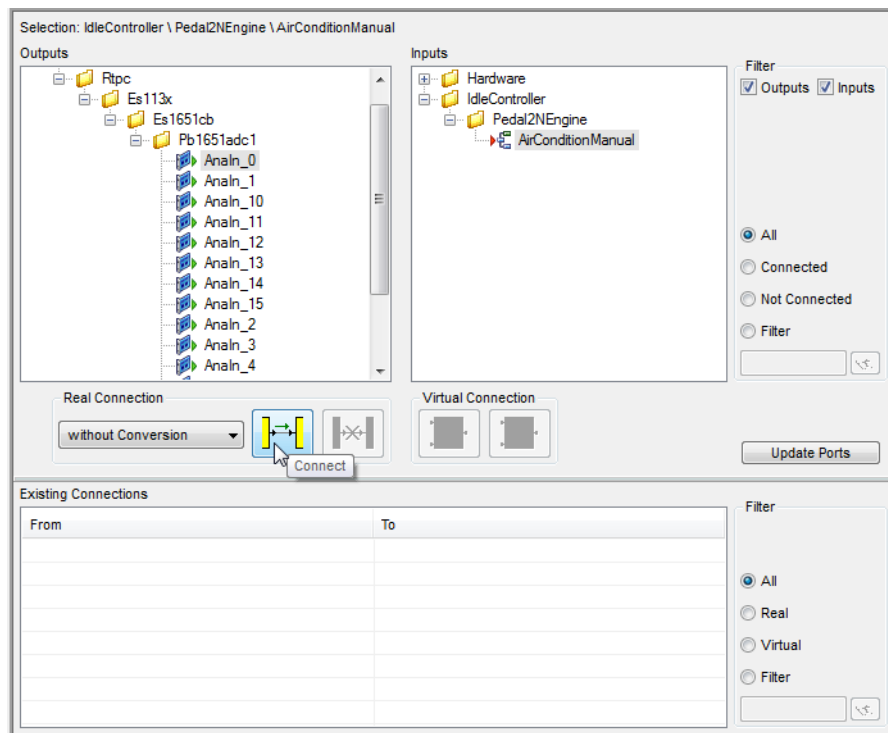 Selection: IdleController \ Pedal2NEngine \ AirConditionManual
Outputs
Rtpc
Es113x
Es1651cb
Pb1651adc1
AnaIn_0
AnaIn_1
AnaIn_10
AnaIn_11
AnaIn_12
AnaIn_13
AnaIn_14
AnaIn_15
AnaIn_2
AnaIn_3
AnaIn_4
Inputs
Hardware
IdleController
Pedal2NEngine
AirConditionManual
Filter
Outputs Inputs
All
Connected
Not Connected
Filter
Real Connection
without Conversion
Connect
Virtual Connection
Update Ports
Existing Connections
From To
Filter
All
Real
Virtual
Filter